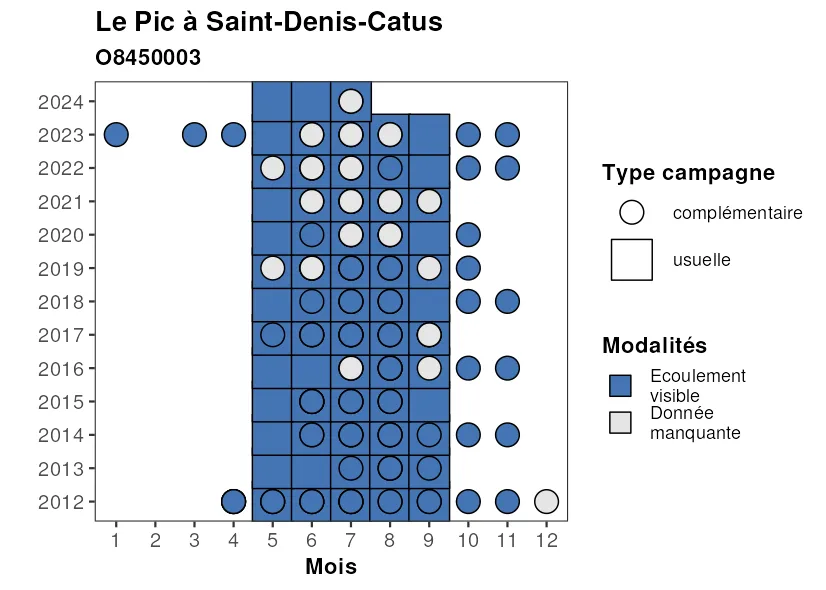 Le Pic à Saint-Denis-Catus
O8450003
2024
2023
2022
2021
2020
2019
2018
2017
2016
2015
2014
2013
2012
1 2 3 4 5 6 7 8 9 10 11 12
Mois
Type campagne
complémentaire
usuelle
Modalités
Ecoulement
visible
Donnée
manquante